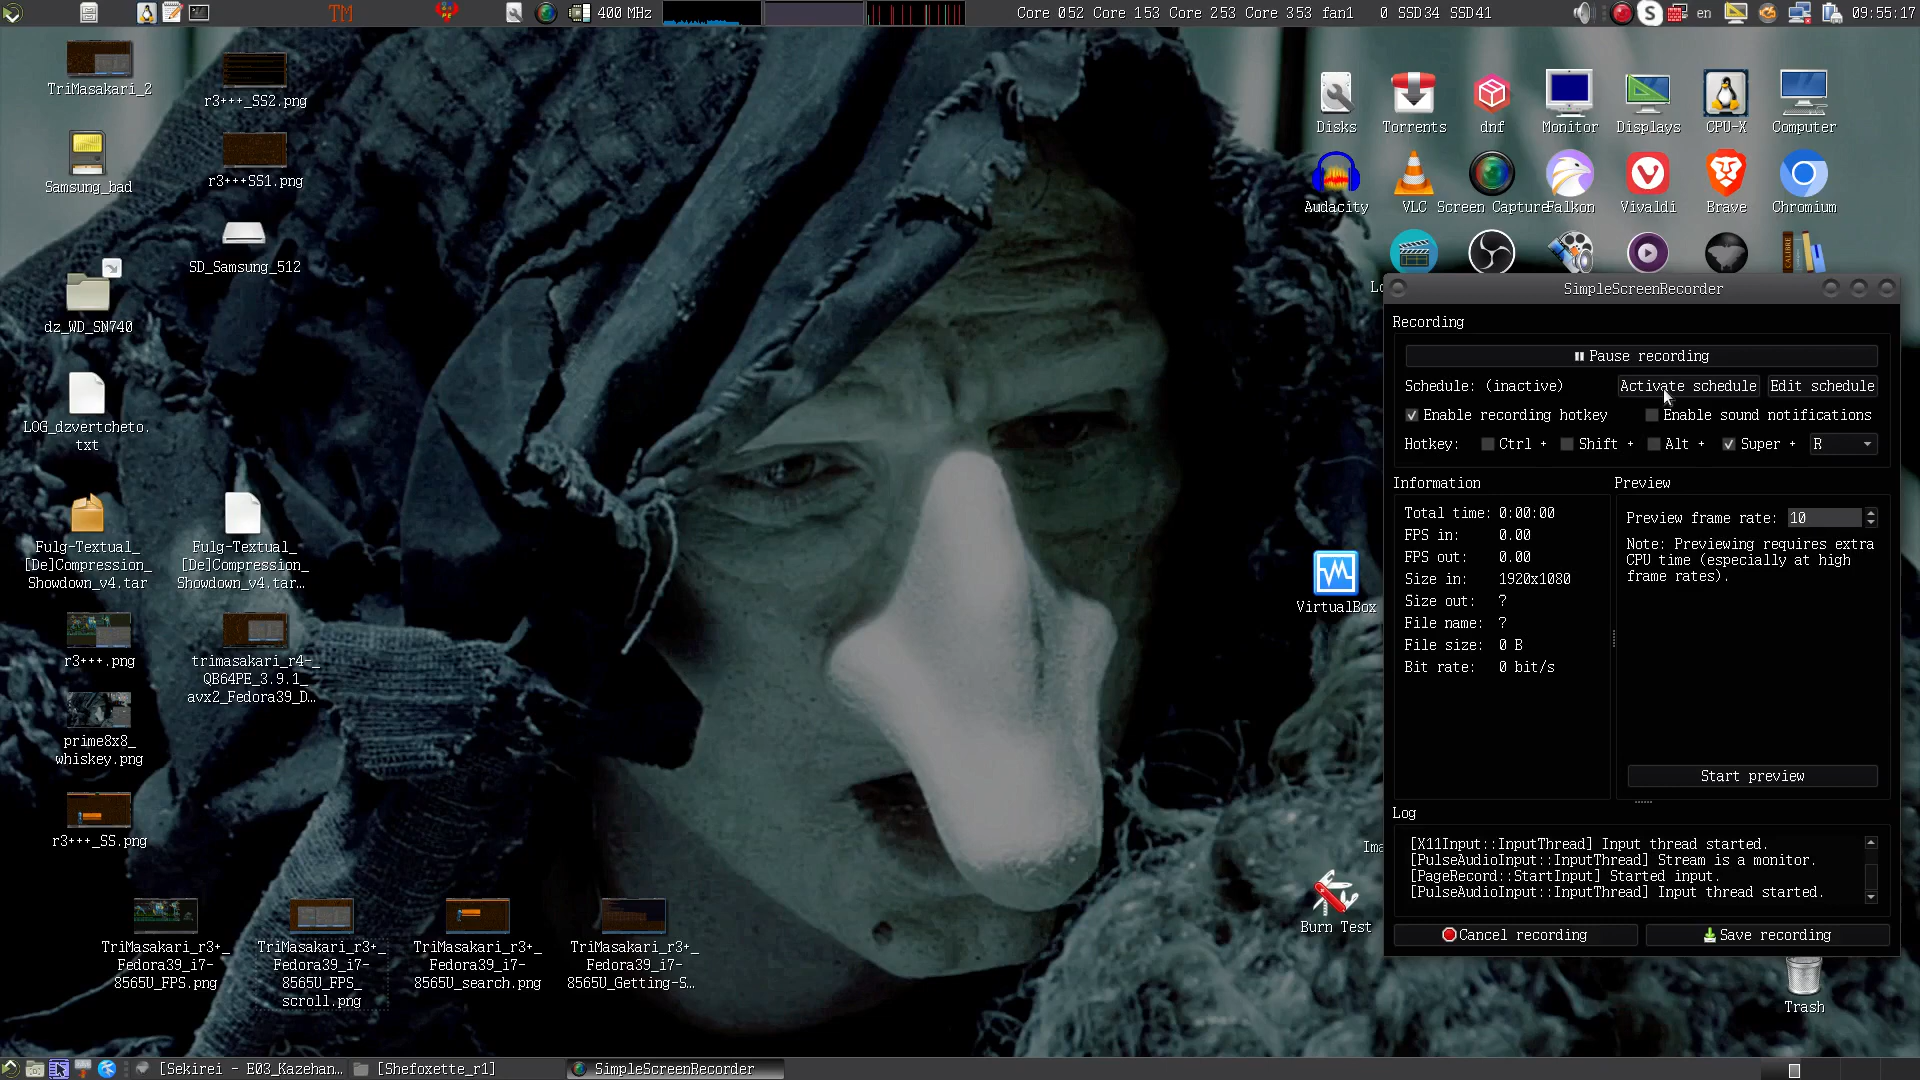 TM
400 MHz
Core 052 Core 153 Core 253 Core 353 fan1 0 SSD34 SSD41
en
09:55:17
TriMasakari_2
r3+++_SS2.png
Samsung_bad
r3+++SS1.png
SD_Samsung_512
dz_WD_SN740
LOG_dzvertcheto.
txt
Fulg-Textual_
[De]Compression_
Showdown_v4.tar
Fulg-Textual_
[De]Compression_
Showdown_v4.tar...
r3+++.png
trimasakari_r4-_
QB64PE_3.9.1_
avx2_Fedora39_D...
prime8x8_
whiskey.png
r3+++_SS.png
TriMasakari_r3+_
Fedora39_i7-
8565U_FPS.png
TriMasakari_r3+_
Fedora39_i7-
8565U_FPS_
scroll.png
TriMasakari_r3+_
Fedora39_i7-
8565U_search.png
TriMasakari_r3+_
Fedora39_i7-
8565U_Getting-S...
Disks
Torrents
dnf
Monitor
Displays
CPU-X
Computer
Audacity
VLC
Screen Capture
Falkon
Vivaldi
Brave
Chromium
CALIBRE
VirtualBox
Burn Test
Trash
SimpleScreenRecorder
Recording
Pause recording
Schedule: (inactive)
Activate schedule
Edit schedule
Enable recording hotkey
Enable sound notifications
Hotkey: Ctrl + Shift + Alt + Super + R
Information
Total time: 0:00:00
FPS in: 0.00
FPS out: 0.00
Size in: 1920x1080
Size out: ?
File name: ?
File size: 0 B
Bit rate: 0 bit/s
Preview
Preview frame rate: 10
Note: Previewing requires extra
CPU time (especially at high
frame rates).
Start preview
Log
[X11Input::InputThread] Input thread started.
[PulseAudioInput::InputThread] Stream is a monitor.
[PageRecord::StartInput] Started input.
[PulseAudioInput::InputThread] Input thread started.
Cancel recording
Save recording
[Sekirei - E03_Kazehan...
[Shefoxette_r1]
SimpleScreenRecorder